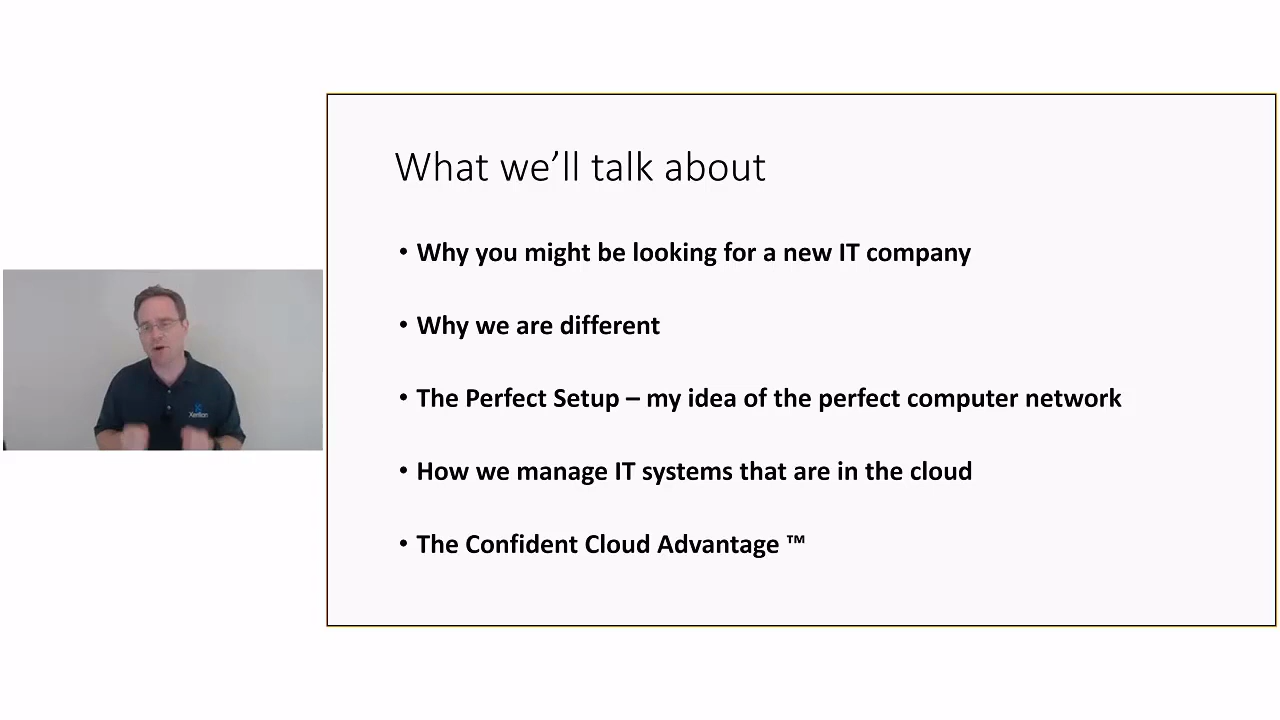 What we’ll talk about
• Why you might be looking for a new IT company
• Why we are different
• The Perfect Setup – my idea of the perfect computer network
• How we manage IT systems that are in the cloud
• The Confident Cloud Advantage ™